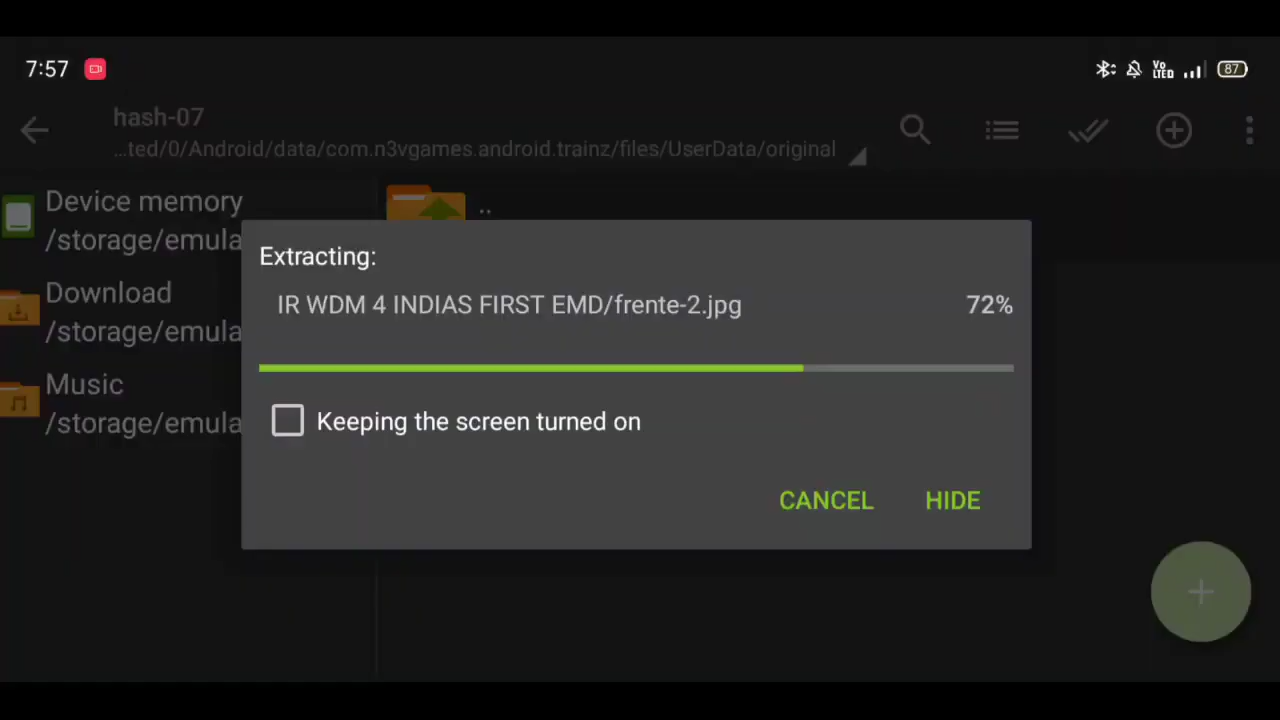 7:57
Vo LTED
87
hash-07
...ted/0/Android/data/com.n3vgames.android.trainz/files/UserData/original
Device memory
/storage/emula
..
Download
/storage/emula
Music
/storage/emula
Extracting:
IR WDM 4 INDIAS FIRST EMD/frente-2.jpg
72%
Keeping the screen turned on
CANCEL
HIDE